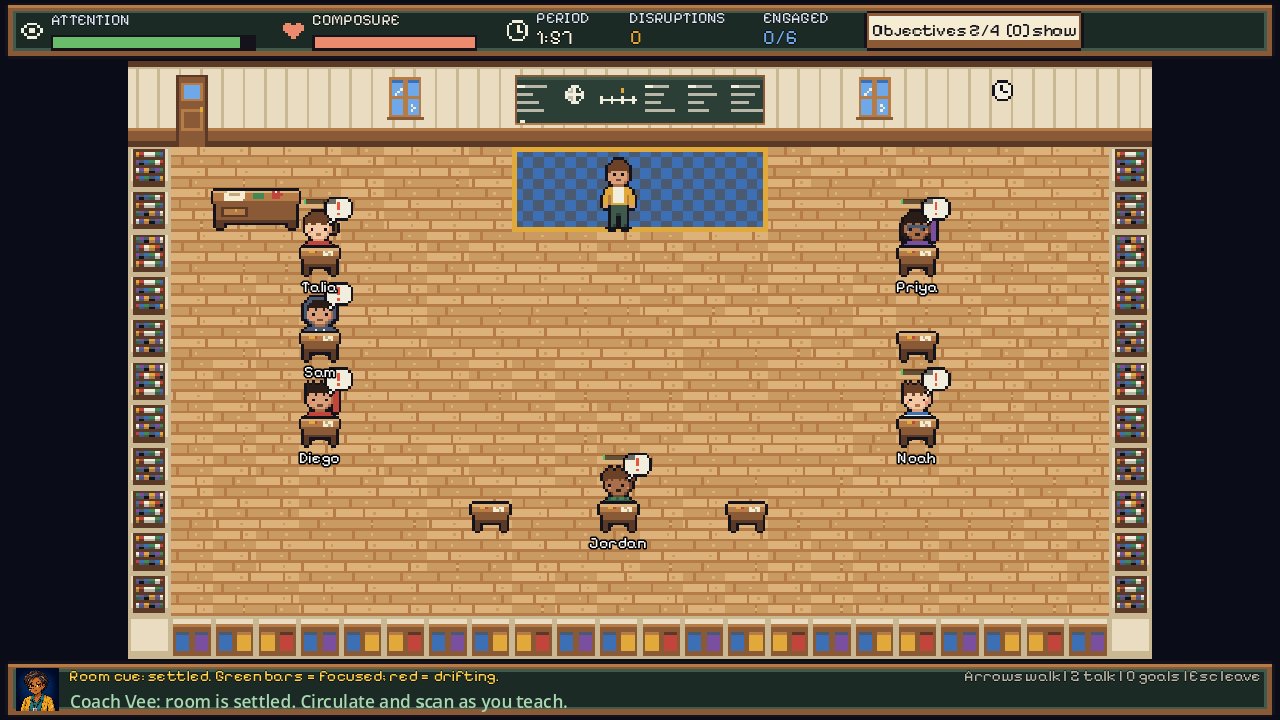 ATTENTION
COMPOSURE
PERIOD
1:37
DISRUPTIONS
0
ENGAGED
0/6
Objectives 2/4 (O) show
Talia
Priya
Sam
Diego
Noah
Jordan
Room cue: settled. Green bars = focused; red = drifting.
Arrows walk | 2 talk | O goals | Esc leave
Coach Vee: room is settled. Circulate and scan as you teach.